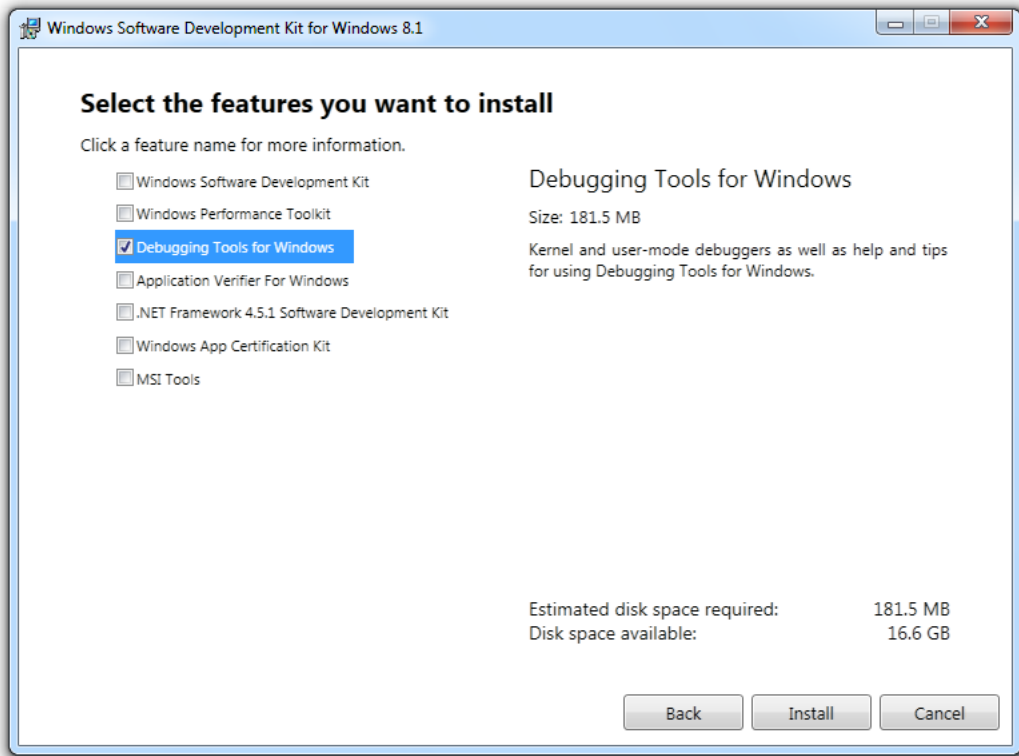 Windows Software Development Kit for Windows 8.1
Select the features you want to install
Click a feature name for more information.
Windows Software Development Kit
Windows Performance Toolkit
Debugging Tools for Windows
Application Verifier For Windows
.NET Framework 4.5.1 Software Development Kit
Windows App Certification Kit
MSI Tools
Debugging Tools for Windows
Size: 181.5 MB
Kernel and user-mode debuggers as well as help and tips
for using Debugging Tools for Windows.
Estimated disk space required: 181.5 MB
Disk space available: 16.6 GB
Back Install Cancel